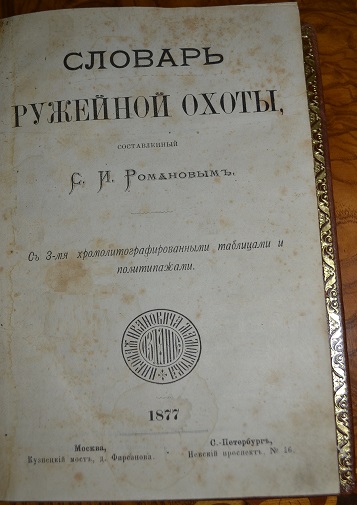 СЛОВАРЬ
РУЖЕЙНОЙ ОХОТЫ,
СОСТАВЛЕННЫЙ
С. И. Романовымъ.
Съ 3-мя хромолитографированными таблицами и
политипажами.
ИЗДАНІЕ
1877
Москва,
Кузнецкій мостъ, д. Фирсанова.
С.-Петербургъ,
Невскій проспектъ, № 16.